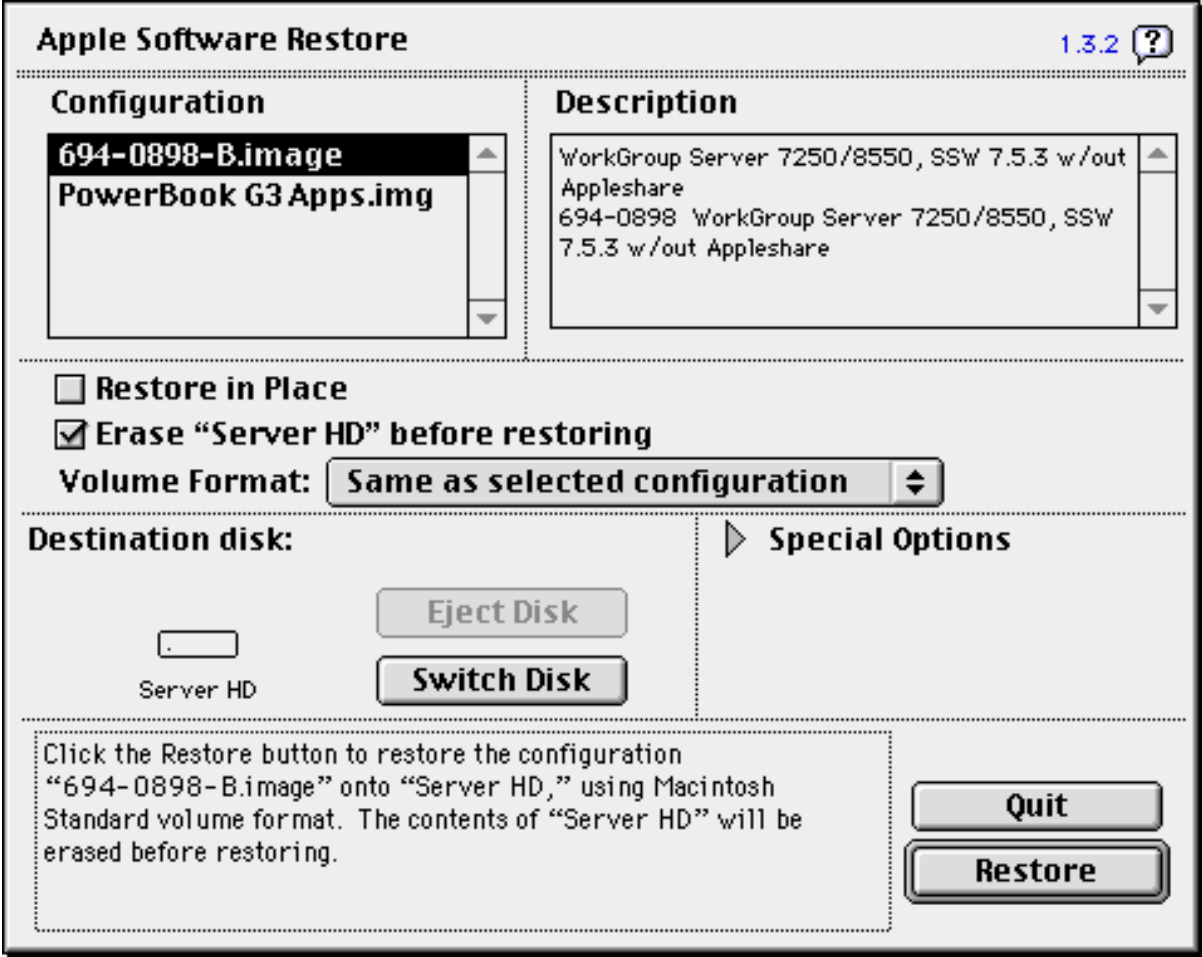 Apple Software Restore
1.3.2 ?
Configuration
694-0898-B.image
PowerBook G3 Apps.img
Description
WorkGroup Server 7250/8550, SSW 7.5.3 w/out
Appleshare
694-0898 WorkGroup Server 7250/8550, SSW
7.5.3 w/out Appleshare
Restore in Place
Erase “Server HD” before restoring
Volume Format: Same as selected configuration
Destination disk:
Eject Disk
Switch Disk
Server HD
Special Options
Click the Restore button to restore the configuration
“694-0898-B.image” onto “Server HD,” using Macintosh
Standard volume format. The contents of “Server HD” will be
erased before restoring.
Quit
Restore